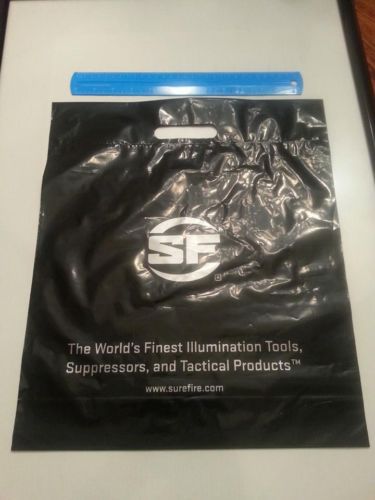 SF
The World's Finest Illumination Tools,
Suppressors, and Tactical Products™
www.surefire.com